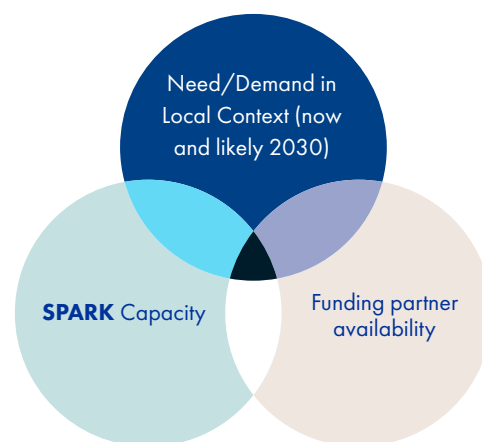 Need/Demand in
Local Context (now
and likely 2030)
SPARK Capacity
Funding partner
availability